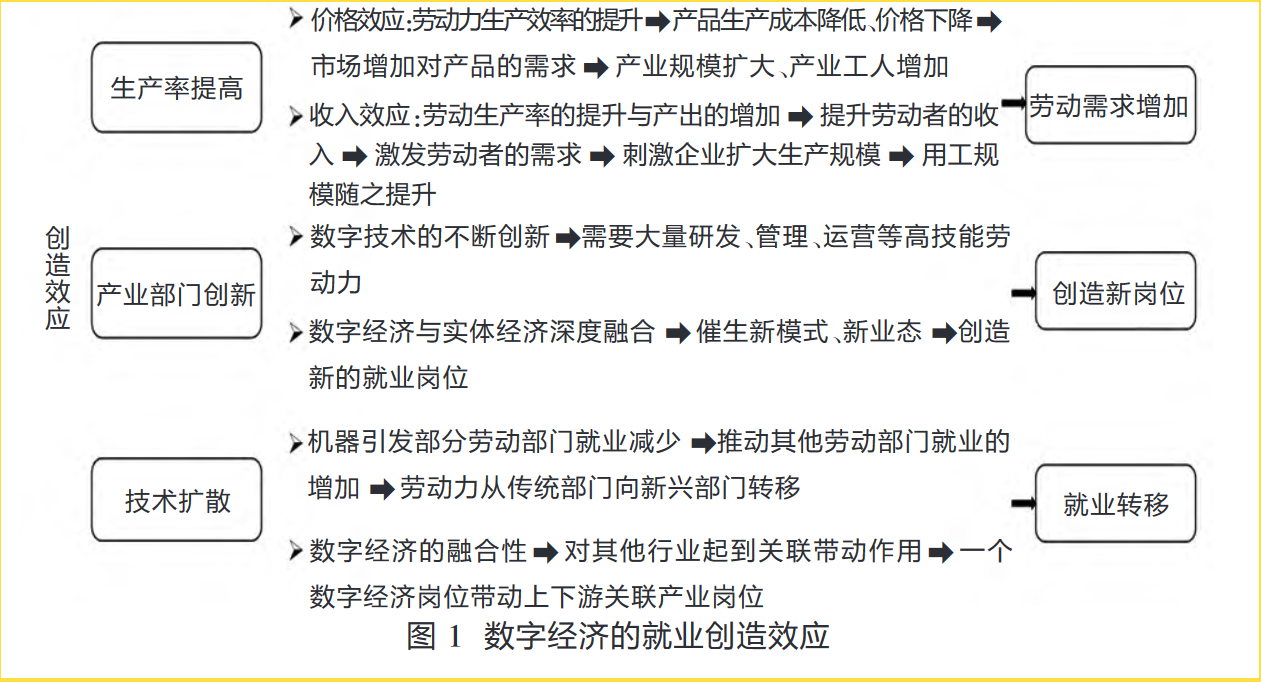 价格效应:劳动力生产效率的提升➡产品生产成本降低、价格下降➡
市场增加对产品的需求➡产业规模扩大、产业工人增加
生产率提高
收入效应:劳动生产率的提升与产出的增加➡提升劳动者的收
入➡激发劳动者的需求➡刺激企业扩大生产规模➡用工规
模随之提升
劳动需求增加
创造效应
数字技术的不断创新➡需要大量研发、管理、运营等高技能劳
动力
产业部门创新
数字经济与实体经济深度融合➡催生新模式、新业态➡创造
新的就业岗位
创造新岗位
机器引发部分劳动部门就业减少➡推动其他劳动部门就业的
增加➡劳动力从传统部门向新兴部门转移
技术扩散
数字经济的融合性➡对其他行业起到关联带动作用➡一个
数字经济岗位带动上下游关联产业岗位
就业转移
图 1 数字经济的就业创造效应